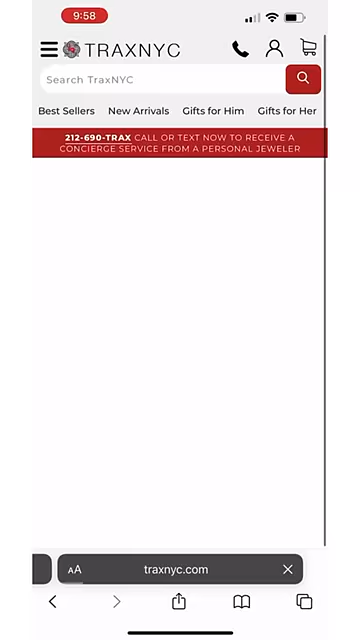 9:58
TRAXNYC
Search TraxNYC
Best Sellers New Arrivals Gifts for Him Gifts for Her
212-690-TRAX CALL OR TEXT NOW TO RECEIVE A
CONCIERGE SERVICE FROM A PERSONAL JEWELER
AA traxnyc.com